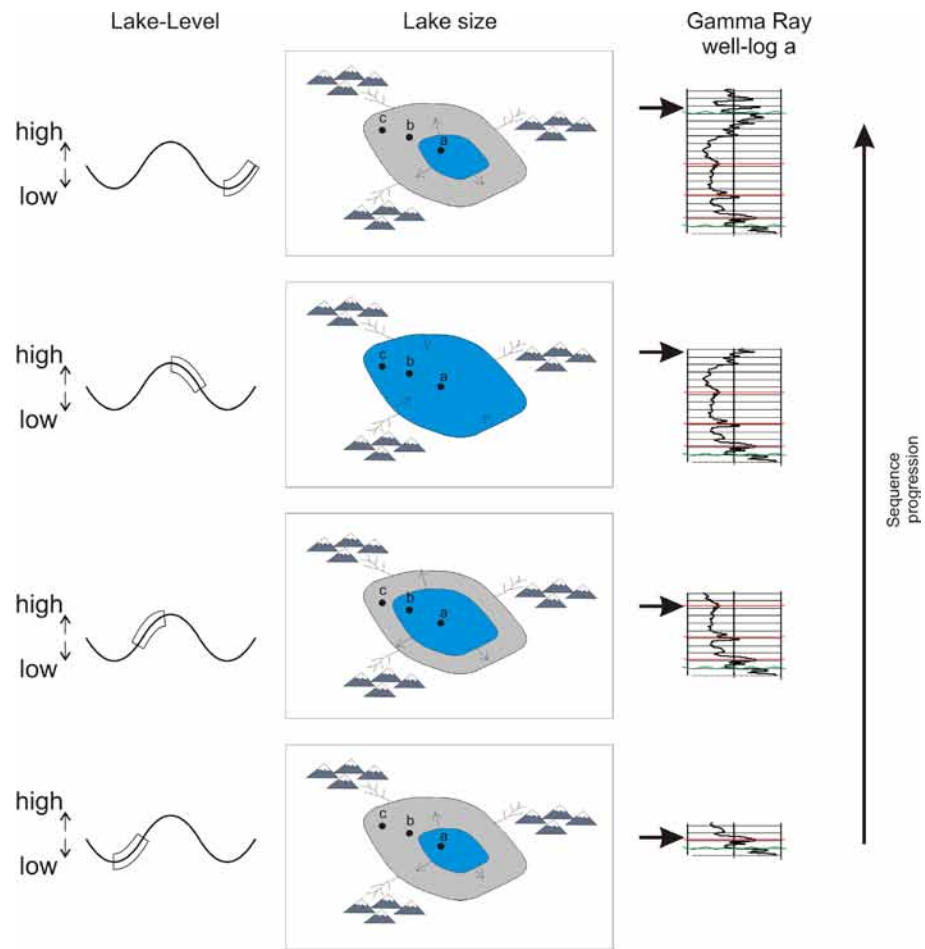 Lake-Level
Lake size
Gamma Ray
well-log a
high
low
c
b
a
high
low
c
b
a
high
low
c
b
a
high
low
c
b
a
Sequence
progression